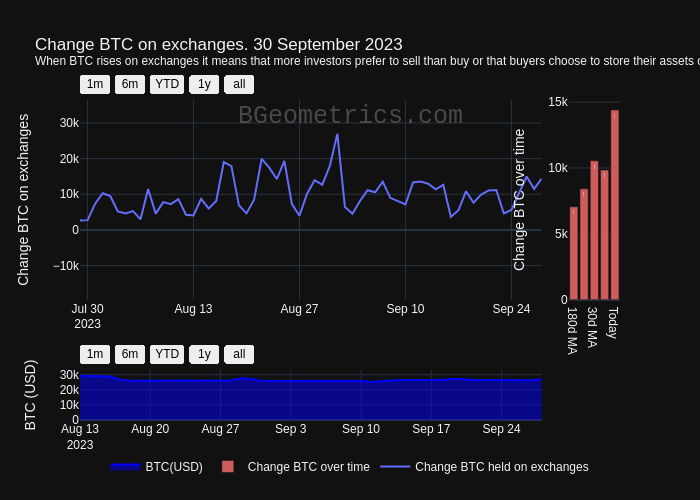 Change BTC on exchanges. 30 September 2023
When BTC rises on exchanges it means that more investors prefer to sell than buy or that buyers choose to store their assets
1m 6m YTD 1y all
BGeometrics.com
Change BTC on exchanges
30k
20k
10k
0
−10k
Jul 30
2023
Aug 13
Aug 27
Sep 10
Sep 24
Change BTC over time
15k
10k
5k
0
180d MA
30d MA
Today
1m 6m YTD 1y all
BTC (USD)
30k
20k
10k
0
Aug 13
2023
Aug 20
Aug 27
Sep 3
Sep 10
Sep 17
Sep 24
BTC(USD) Change BTC over time Change BTC held on exchanges